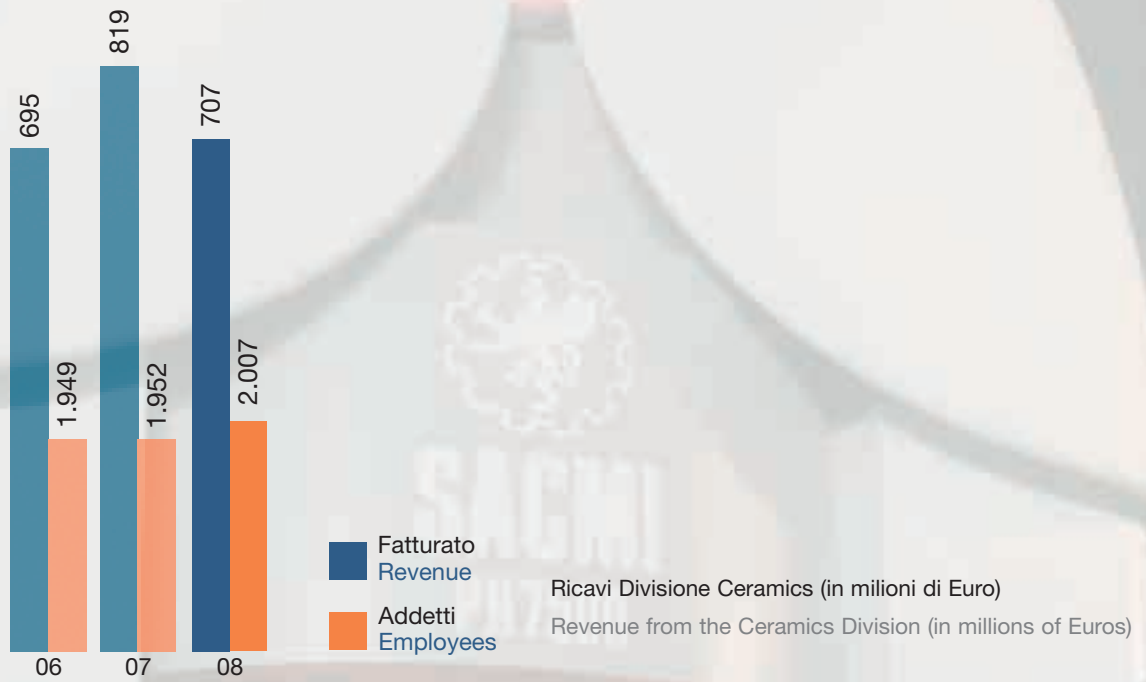 695
819
707
1.949
1.952
2.007
06
07
08
Fatturato
Revenue
Addetti
Employees
Ricavi Divisione Ceramics (in milioni di Euro)
Revenue from the Ceramics Division (in millions of Euros)
SACMI